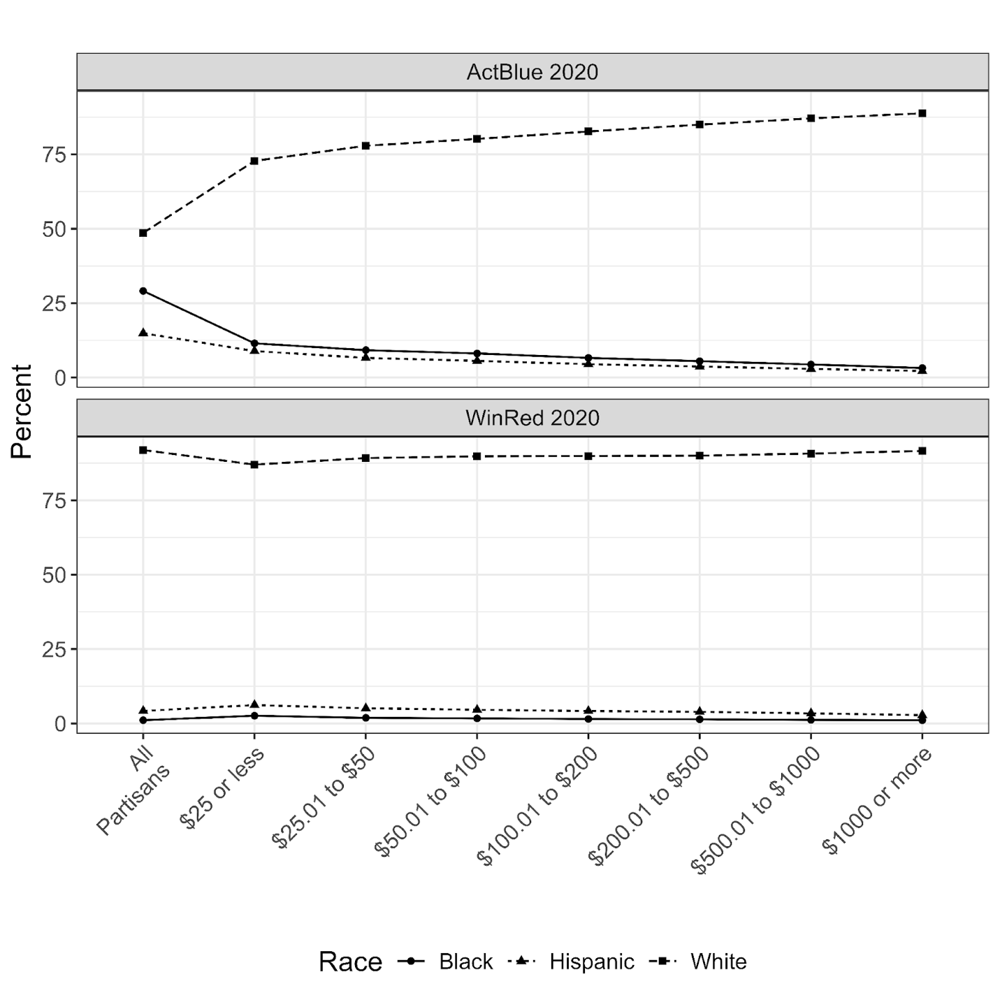 ActBlue 2020
75
50
25
0
Percent
WinRed 2020
75
50
25
0
All
Partisans
$25 or less
$25.01 to $50
$50.01 to $100
$100.01 to $200
$200.01 to $500
$500.01 to $1000
$1000 or more
Race Black Hispanic White